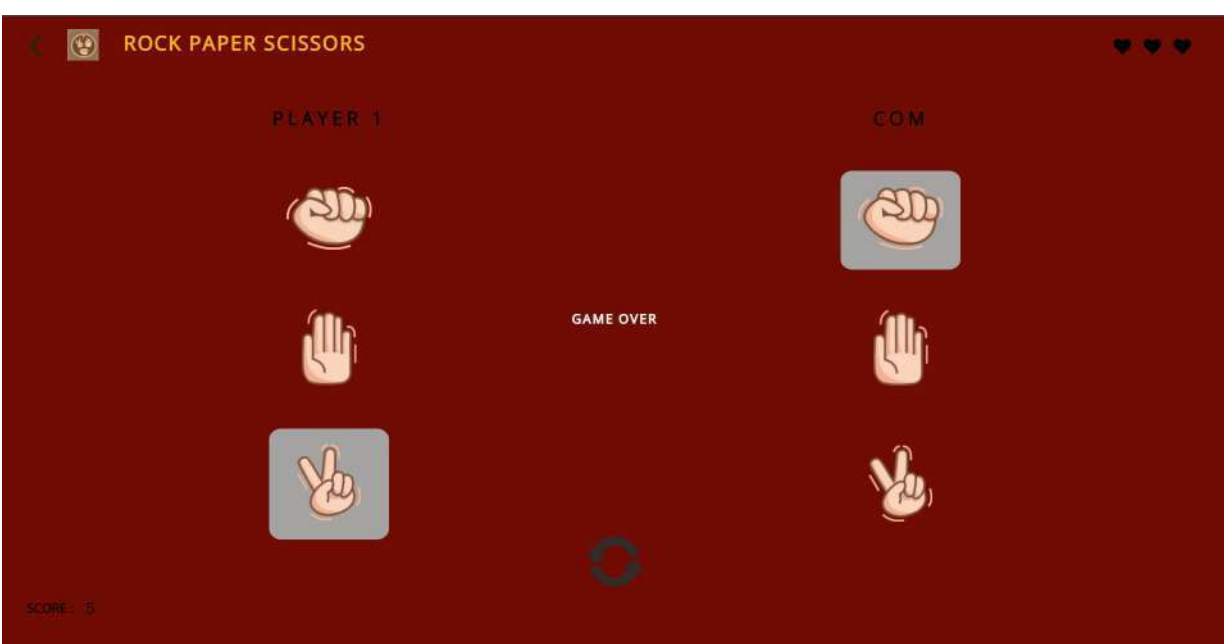 ROCK PAPER SCISSORS
PLAYER 1
COM
GAME OVER
SCORE : 5